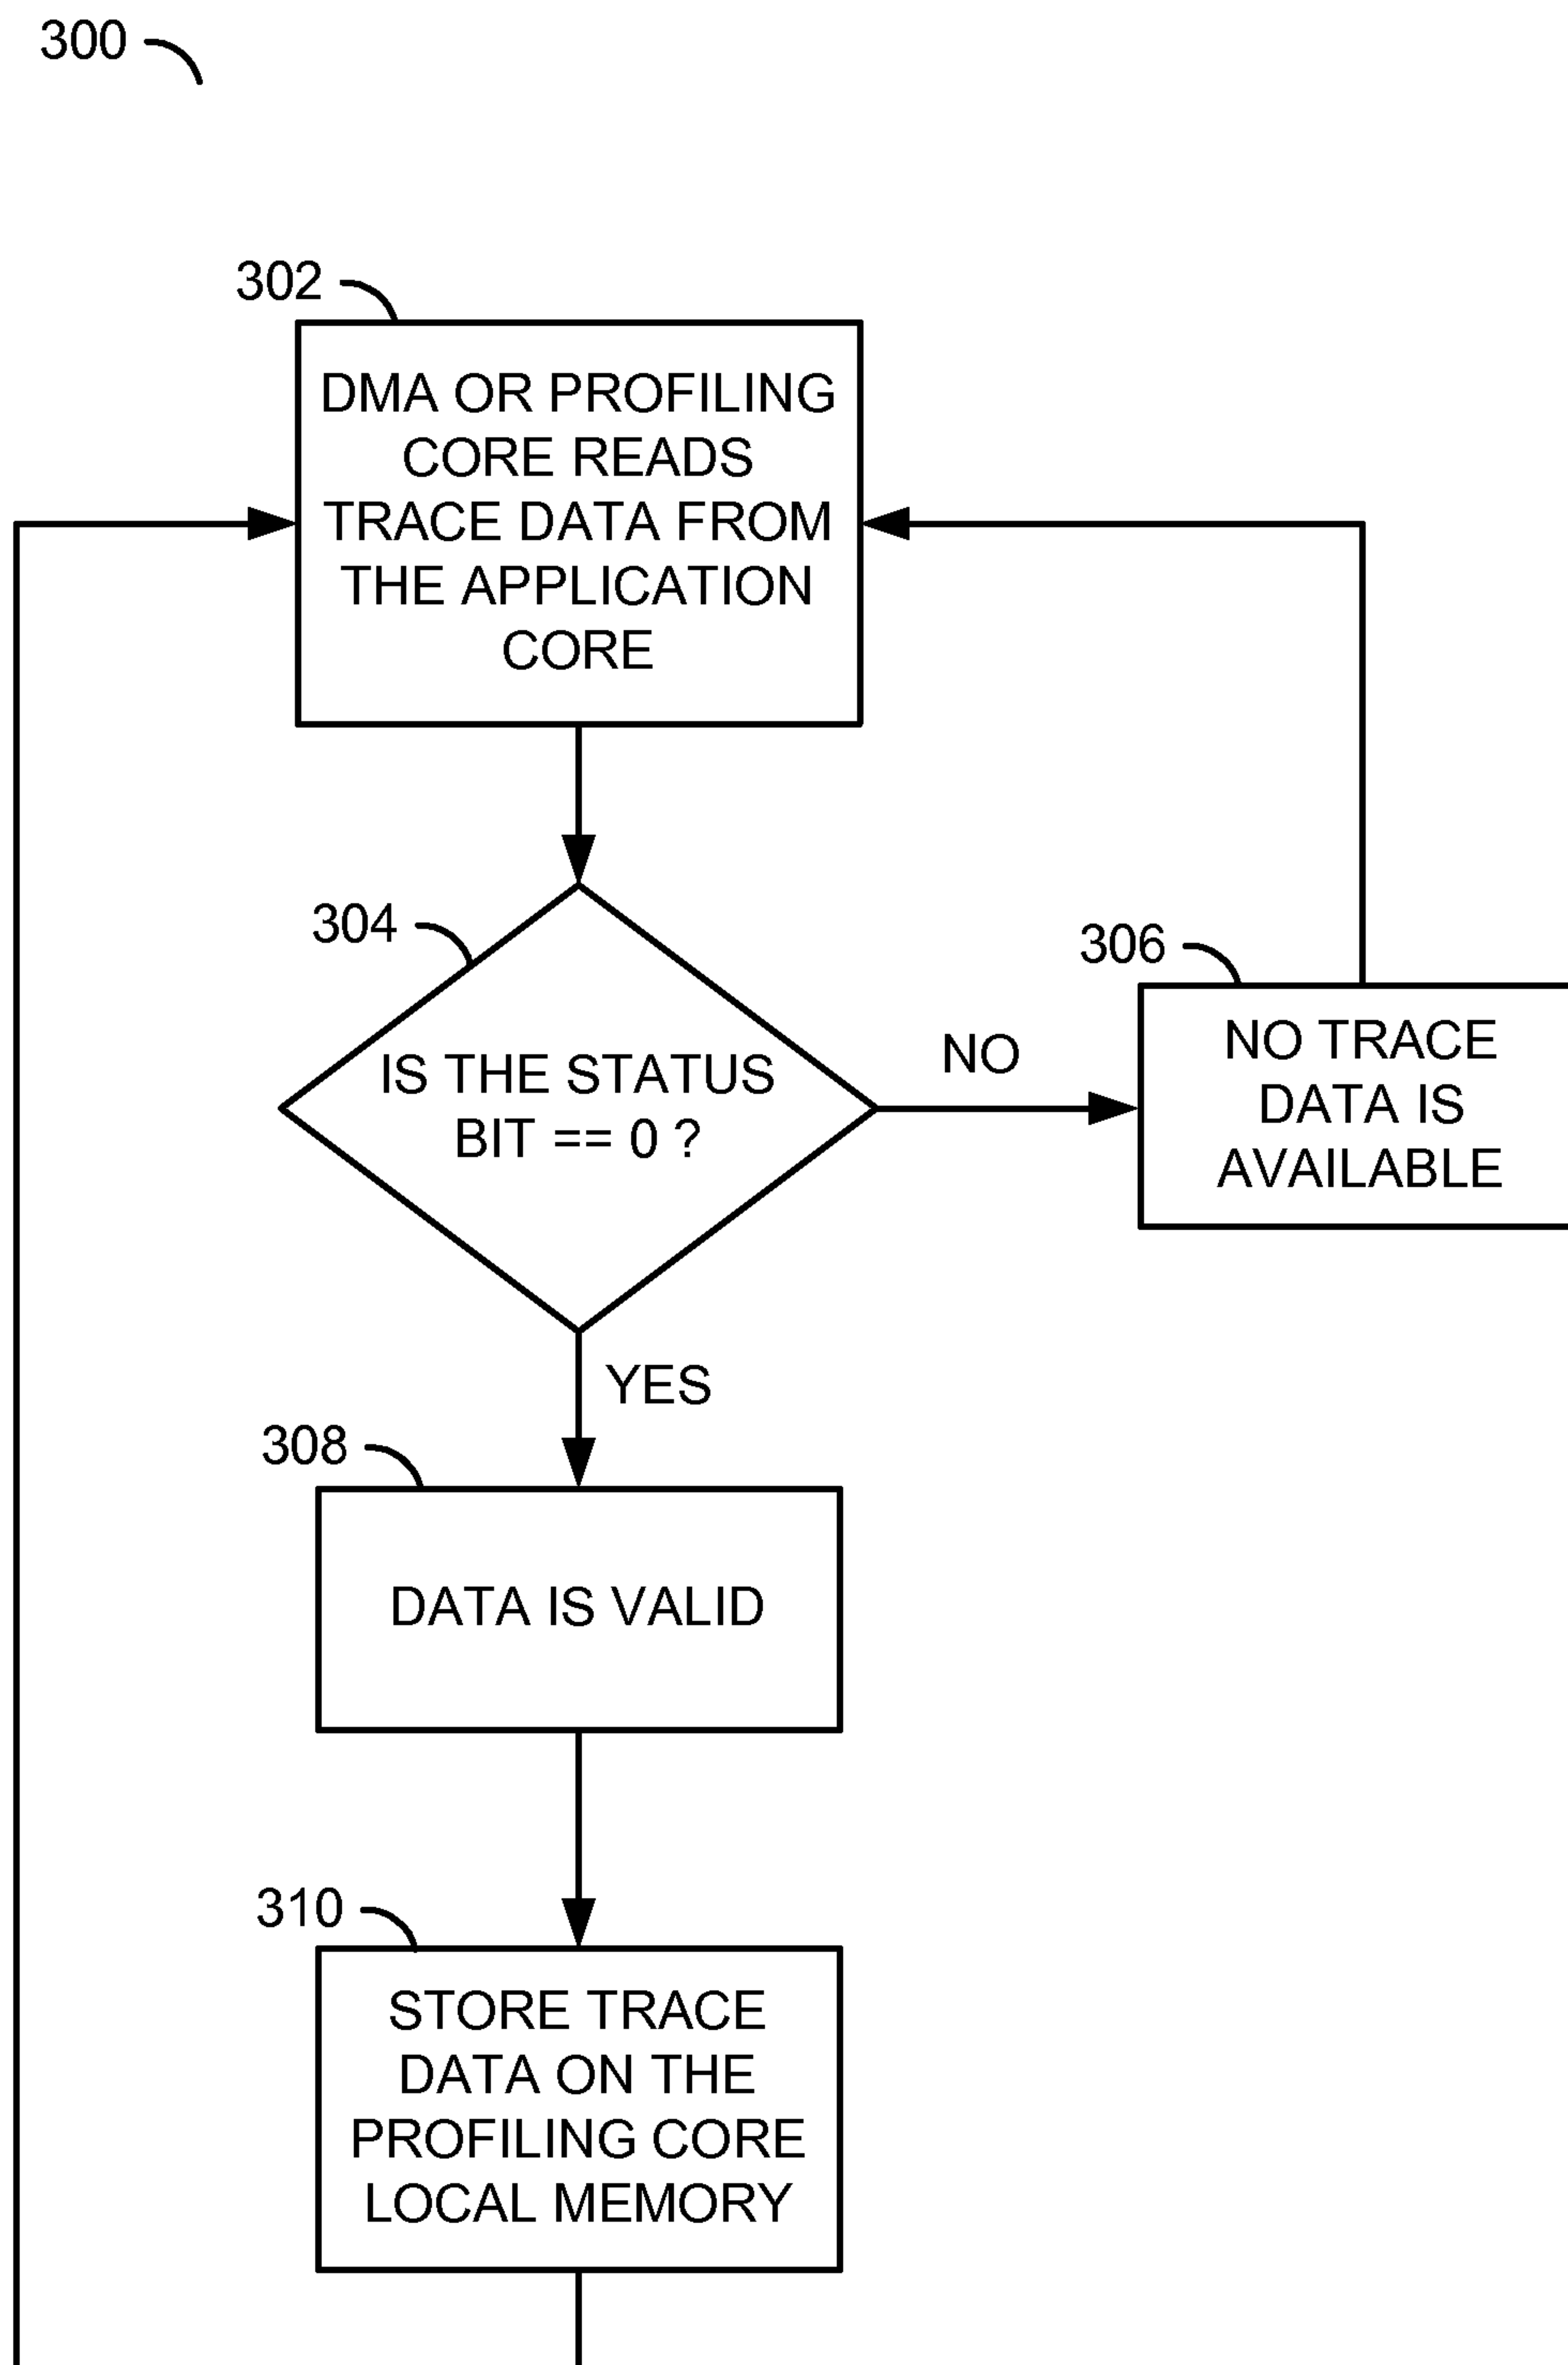 300
302
DMA OR PROFILING
CORE READS
TRACE DATA FROM
THE APPLICATION
CORE
304
IS THE STATUS
BIT == 0 ?
NO
306
NO TRACE
DATA IS
AVAILABLE
YES
308
DATA IS VALID
310
STORE TRACE
DATA ON THE
PROFILING CORE
LOCAL MEMORY